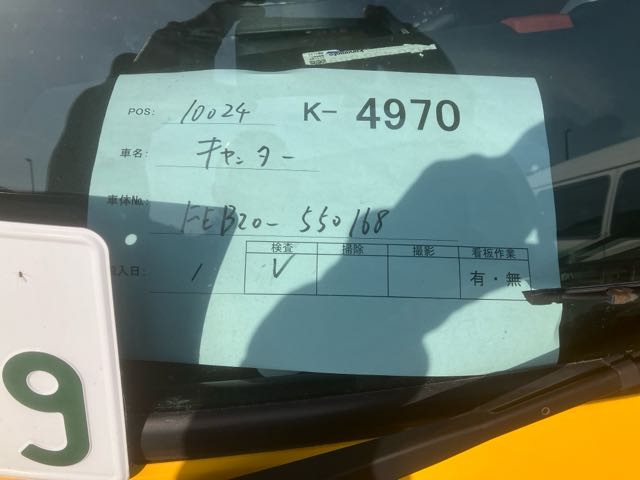 POS: 10024 K- 4970
車名: キャンター
車体No.: FEB20-550168
入日: /
検査 掃除 撮影 看板作業
V 有・無
9